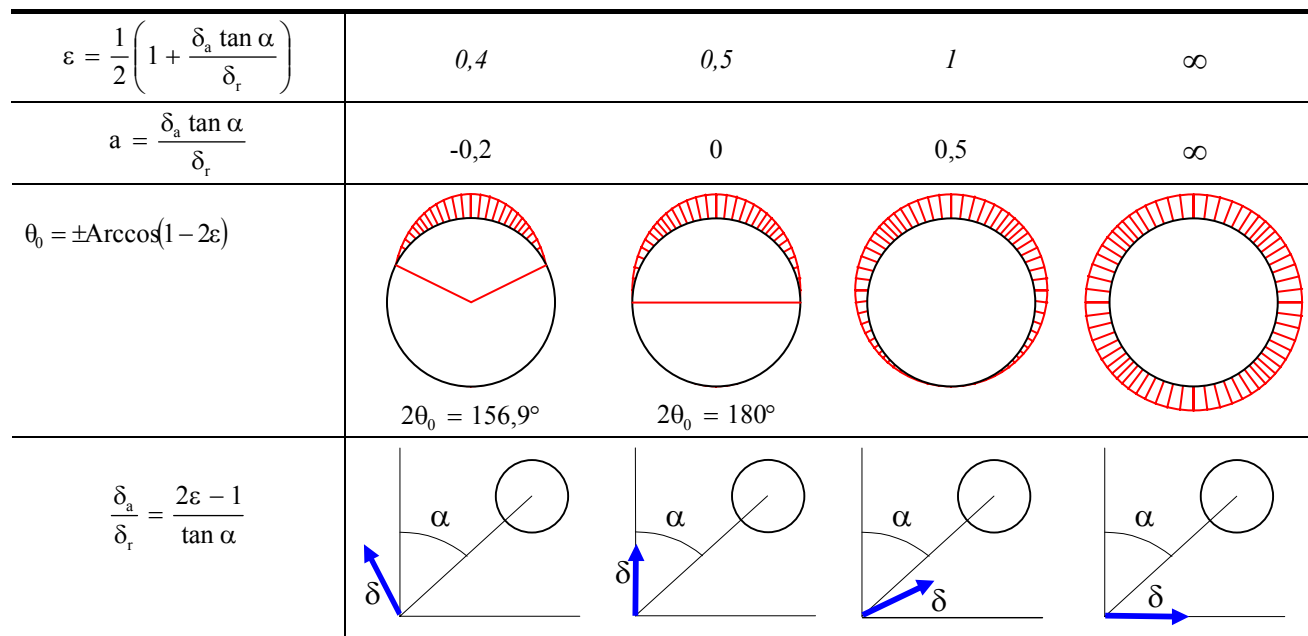 ε = 1/2 (1 + δₐ tan α / δᵣ) 0,4 0,5 1 ∞
a = δₐ tan α / δᵣ -0,2 0 0,5 ∞
θ₀ = ±Arccos(1 − 2ε)
2θ₀ = 156,9° 2θ₀ = 180°
δₐ / δᵣ = (2ε − 1) / tan α
α α α α
δ δ δ δ